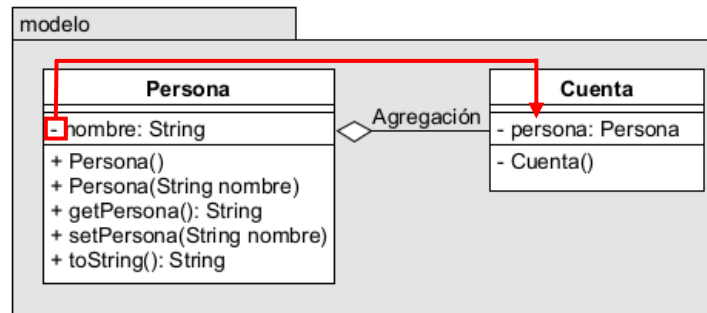 modelo
Persona
- nombre: String
+ Persona()
+ Persona(String nombre)
+ getPersona(): String
+ setPersona(String nombre)
+ toString(): String
Agregación
Cuenta
- persona: Persona
- Cuenta()